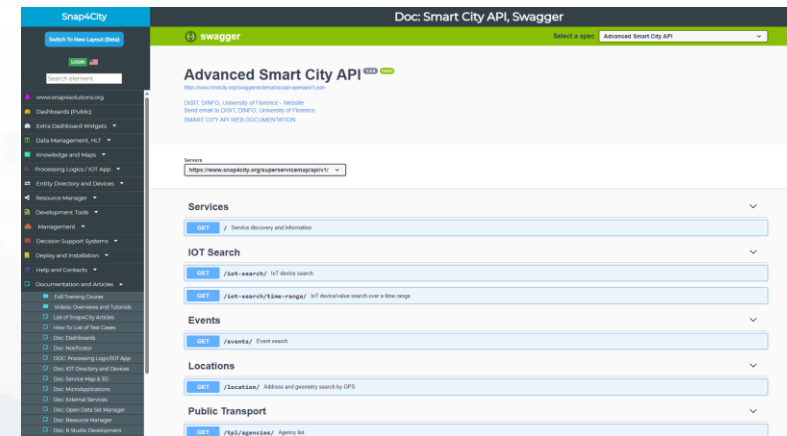 Snap4City
Doc: Smart City API, Swagger
Switch To New Layout (Beta)
LOGIN
Search element
www.snap4solutions.org
Dashboards (Public)
Extra Dashboard Widgets
Data Management, HLT
Knowledge and Maps
Processing Logics / IOT App
Entity Directory and Devices
Resource Manager
Development Tools
Management
Decision Support Systems
Deploy and Installation
Help and Contacts
Documentation and Articles
Full Training Course
Videos: Overviews and Tutorials
List of Snap4City Articles
How To: List of Test Cases
Doc: Dashboards
Doc: Notificator
DOC: Processing Logic/IOT App
Doc: IOT Directory and Devices
Doc: Service Map & 3D
Doc: MicroApplications
Doc: External Services
Doc: Open Data Set Manager
Doc: Resource Manager
Doc: R Studio Development
swagger
Select a spec
Advanced Smart City API
Advanced Smart City API
DISIT, DINFO, University of Florence - Website
Send email to DISIT, DINFO, University of Florence
SMART CITY API WEB DOCUMENTATION
Servers
https://www.snap4city.org/superservicemap/api/v1/
Services
GET / Service discovery and information
IOT Search
GET /iot-search/ IoT device search
GET /iot-search/time-range/ IoT device/value search over a time range
Events
GET /events/ Event search
Locations
GET /location/ Address and geometry search by GPS
Public Transport
GET /tpl/agencies/ Agency list